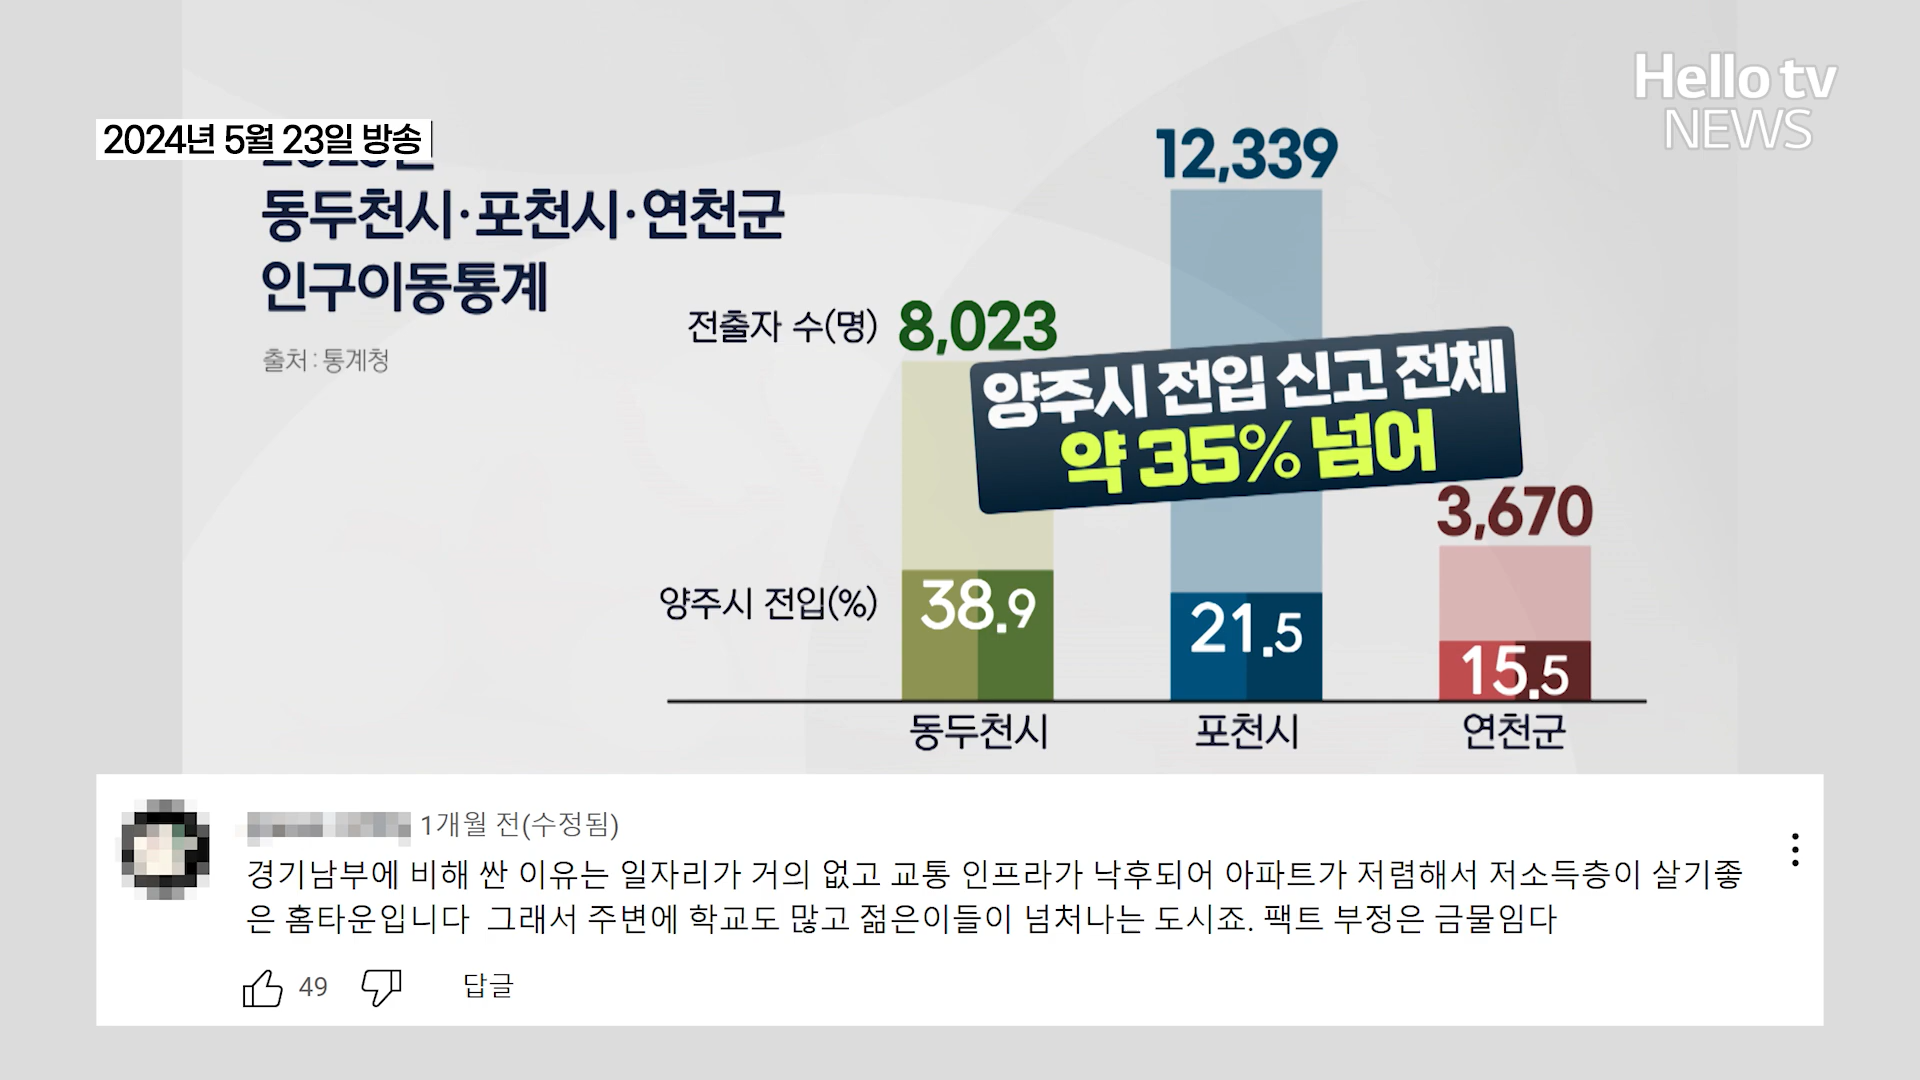 Hello tv
NEWS
2024년 5월 23일 방송
동두천시·포천시·연천군
인구이동통계
출처 : 통계청
12,339
전출자 수(명)
8,023
양주시 전입 신고 전체
약 35% 넘어
3,670
양주시 전입(%)
38.9
21.5
15.5
동두천시
포천시
연천군
1개월 전(수정됨)
경기남부에 비해 싼 이유는 일자리가 거의 없고 교통 인프라가 낙후되어 아파트가 저렴해서 저소득층이 살기좋
은 홈타운입니다 그래서 주변에 학교도 많고 젊은이들이 넘처나는 도시죠. 팩트 부정은 금물임다
49
답글